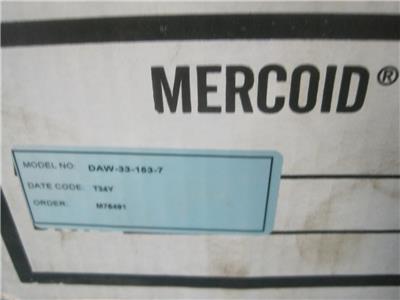 MERCOID®
MODEL NO: DAW-33-153-7
DATE CODE: T34Y
ORDER: M76491